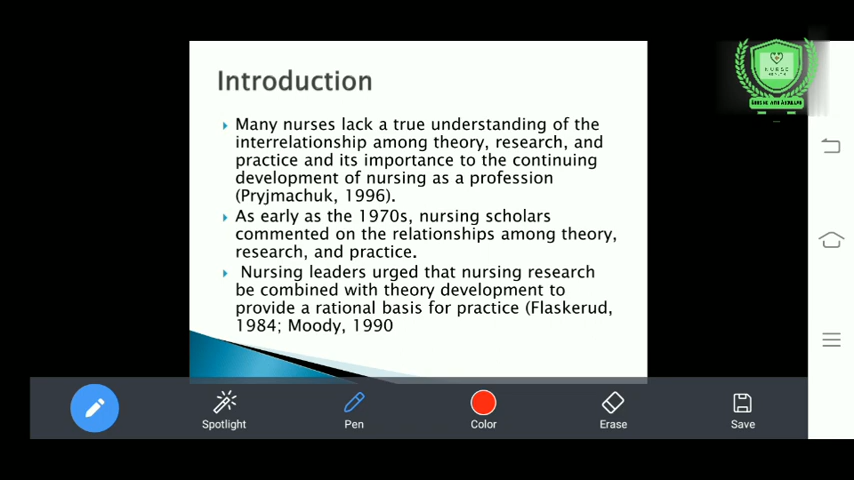 Introduction
Many nurses lack a true understanding of the
interrelationship among theory, research, and
practice and its importance to the continuing
development of nursing as a profession
(Pryjmachuk, 1996).
As early as the 1970s, nursing scholars
commented on the relationships among theory,
research, and practice.
Nursing leaders urged that nursing research
be combined with theory development to
provide a rational basis for practice (Flaskerud,
1984; Moody, 1990
NURSE
Spotlight
Pen
Color
Erase
Save